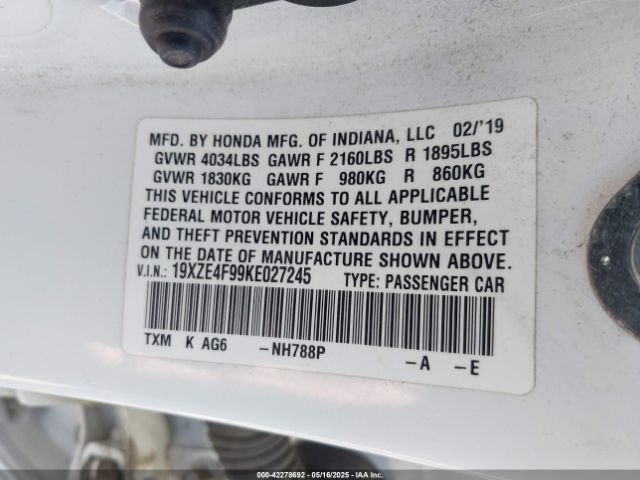 MFD. BY HONDA MFG. OF INDIANA, LLC 02/'19
GVWR 4034LBS GAWR F 2160LBS R 1895LBS
GVWR 1830KG GAWR F 980KG R 860KG
THIS VEHICLE CONFORMS TO ALL APPLICABLE
FEDERAL MOTOR VEHICLE SAFETY, BUMPER,
AND THEFT PREVENTION STANDARDS IN EFFECT
ON THE DATE OF MANUFACTURE SHOWN ABOVE.
V.I.N.: 19XZE4F99KE027245 TYPE: PASSENGER CAR
TXM K AG6 -NH788P -A -E
000-42278692 - 05/16/2025 - IAAI.COM